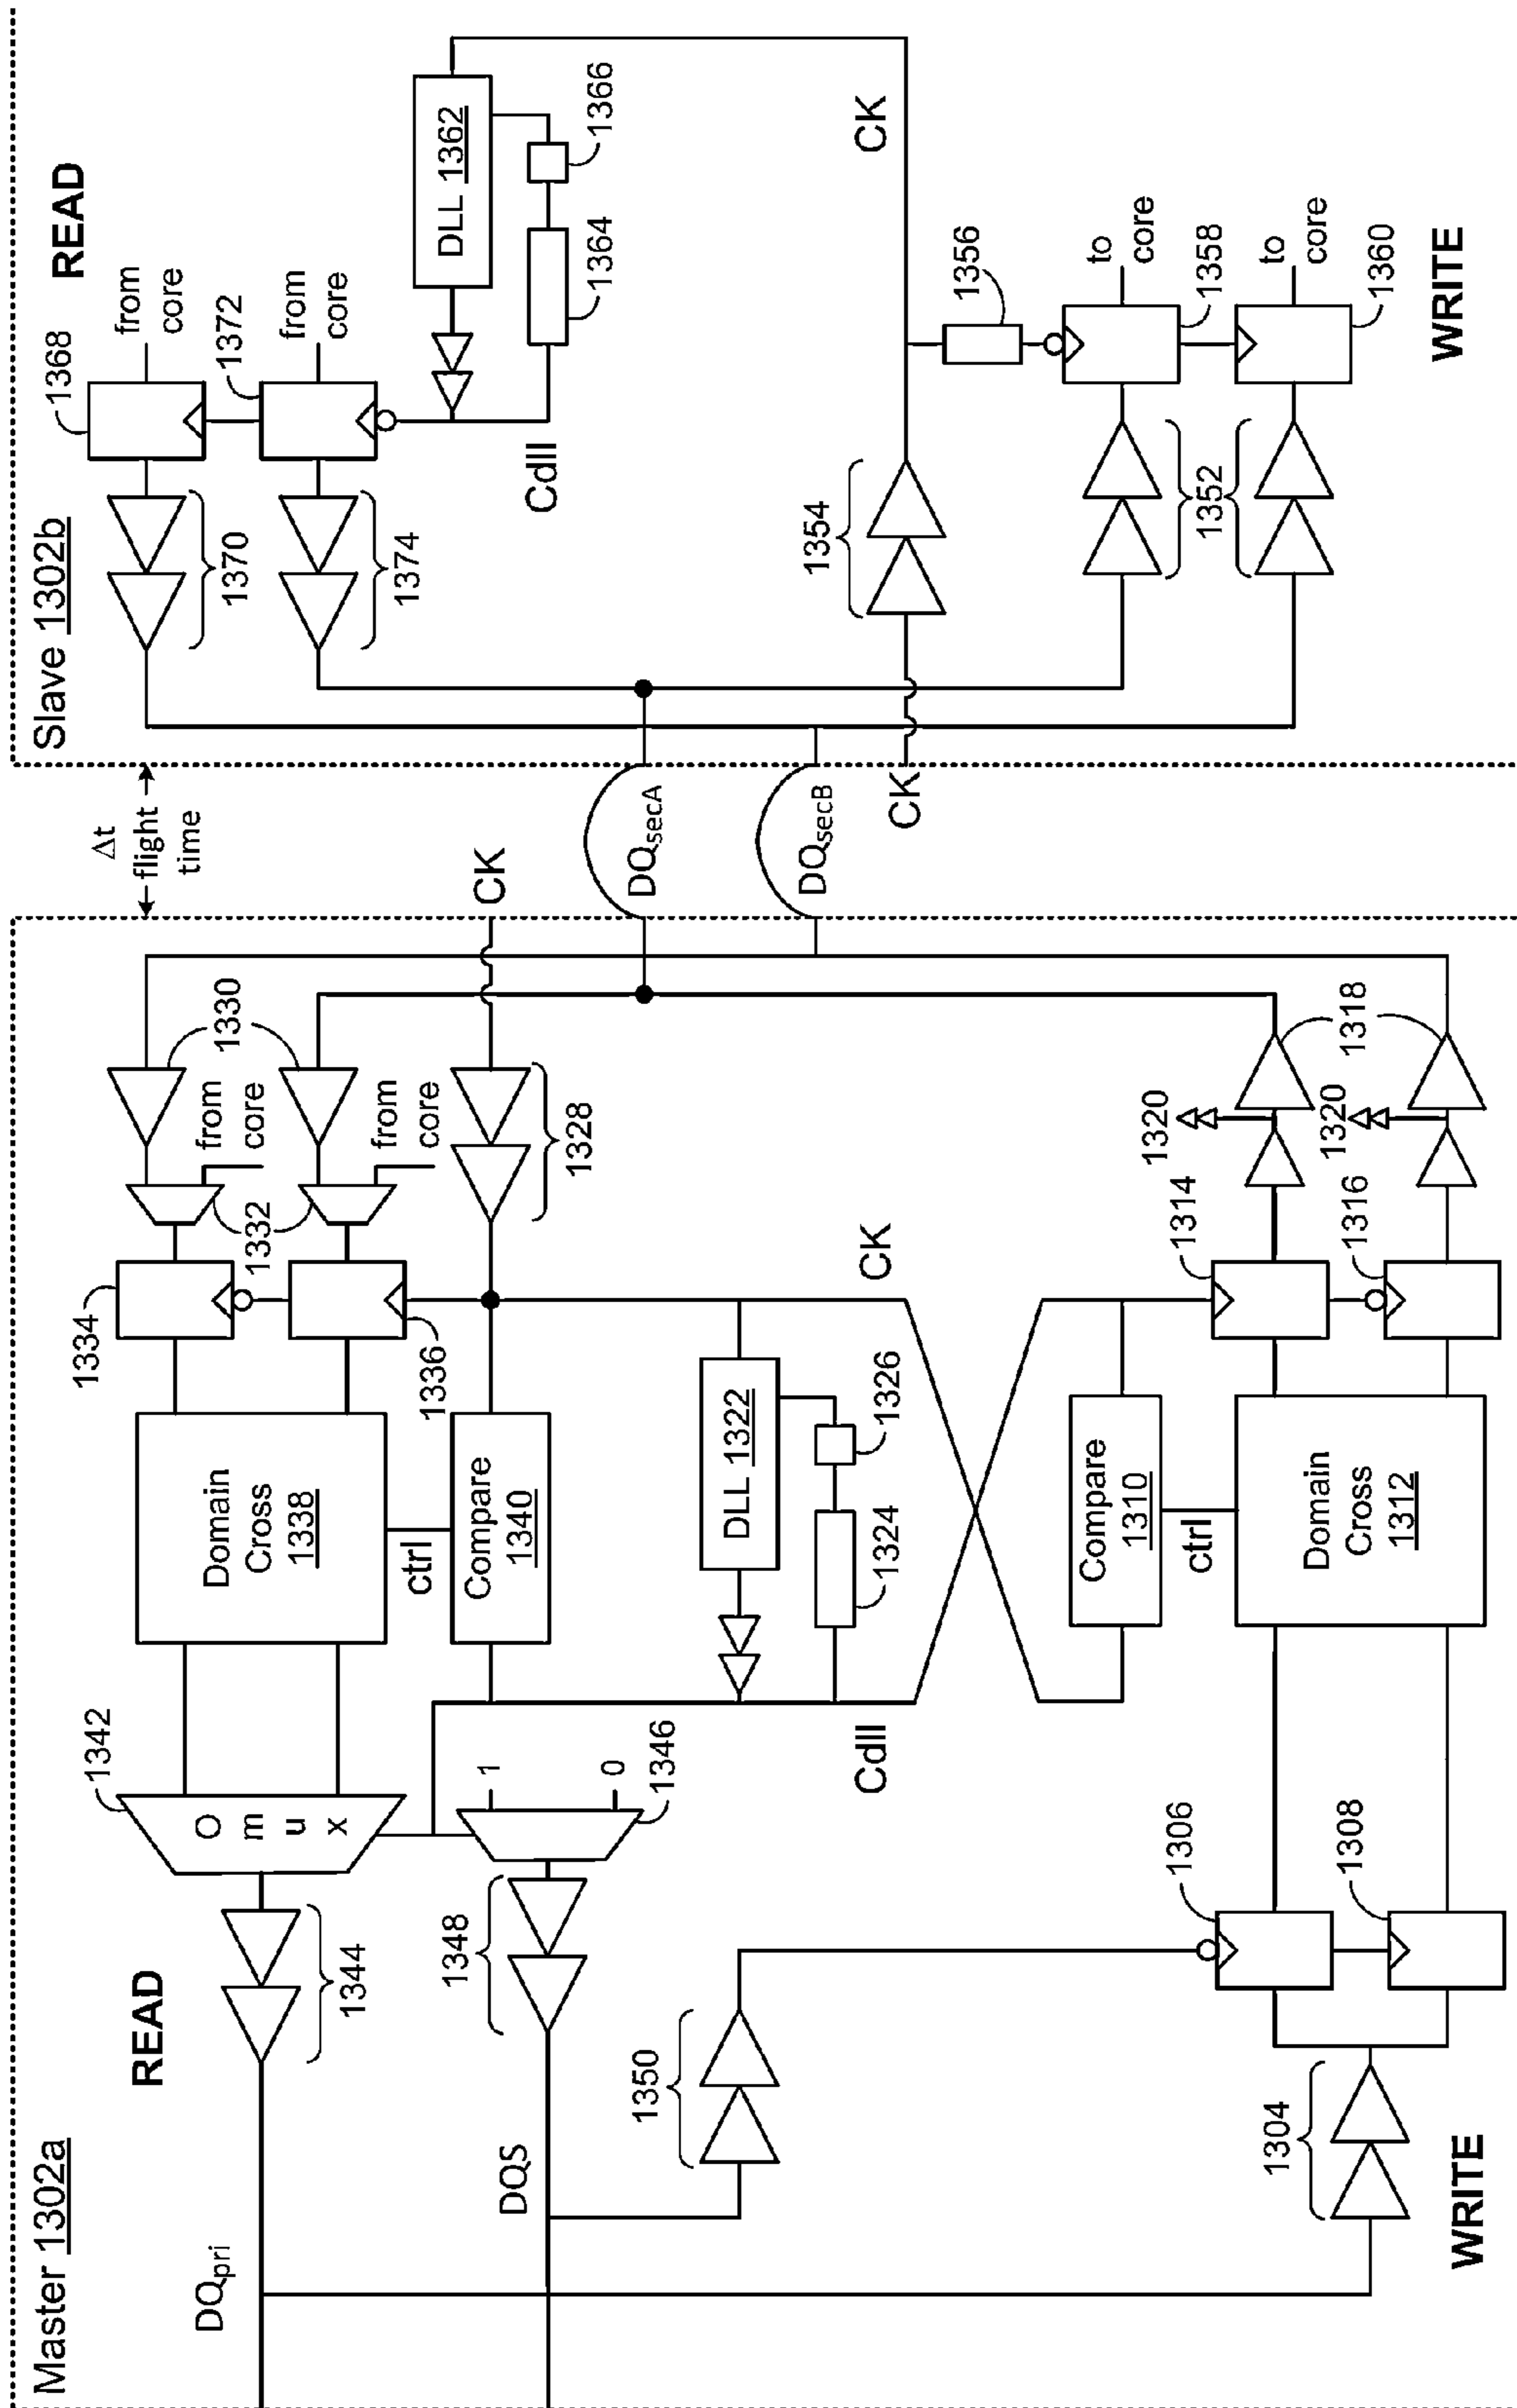 Master 1302a
READ
DQpri
DQS
1344
1342
O
m
u
x
1348
1346
1
0
1350
Domain
Cross
1338
ctrl
Compare
1340
1334
1336
1332
from
core
from
core
1330
1328
CK
DLL 1322
1324
1326
Cdll
CK
1304
WRITE
1306
1308
Compare
1310
ctrl
Domain
Cross
1312
1314
1316
1320
1320
1318
Δt
flight
time
DQsecA
DQsecB
CK
Slave 1302b
READ
1368
from
core
1372
from
core
1370
1374
Cdll
DLL 1362
1364
1366
CK
1354
1356
to
core
1358
to
core
1360
1352
WRITE